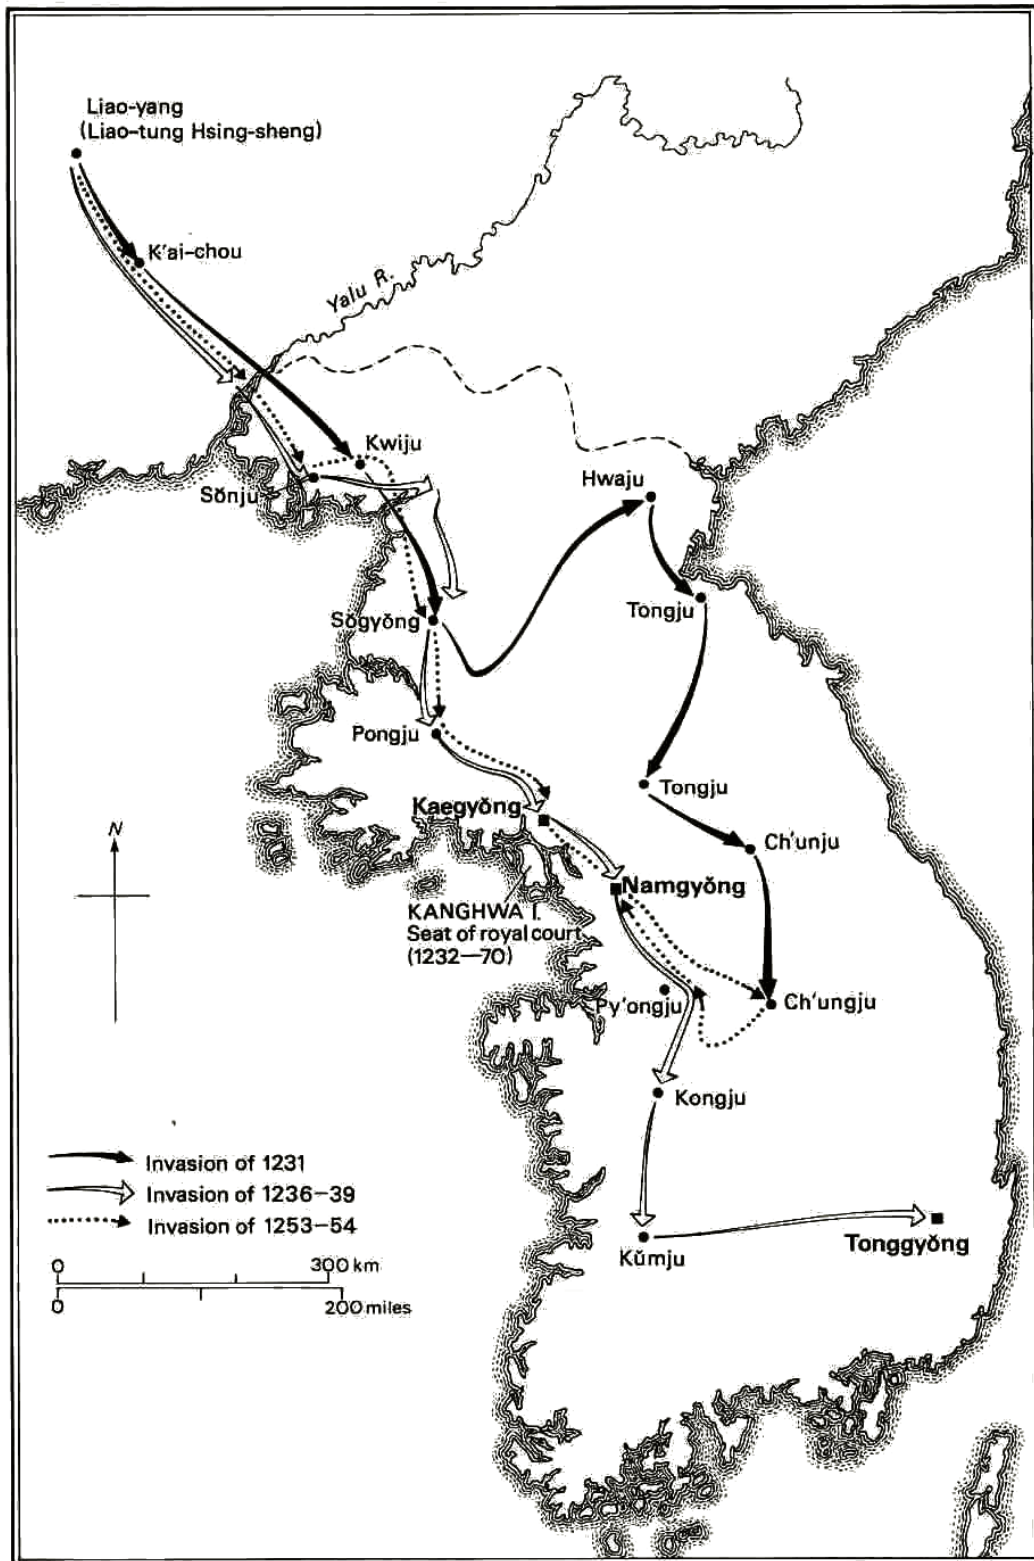 Liao-yang
(Liao-tung Hsing-sheng)
K'ai-chou
Yalu R.
Kwiju
Sŏnju
Hwaju
Tongju
Sŏgyŏng
Pongju
Tongju
Kaegyŏng
Ch'unju
N
Namgyŏng
KANGHWA I.
Seat of royal court
(1232—70)
Py'ongju
Ch'ungju
Kongju
Invasion of 1231
Invasion of 1236–39
Invasion of 1253–54
Kŭmju
Tonggyŏng
0 300 km
0 200 miles